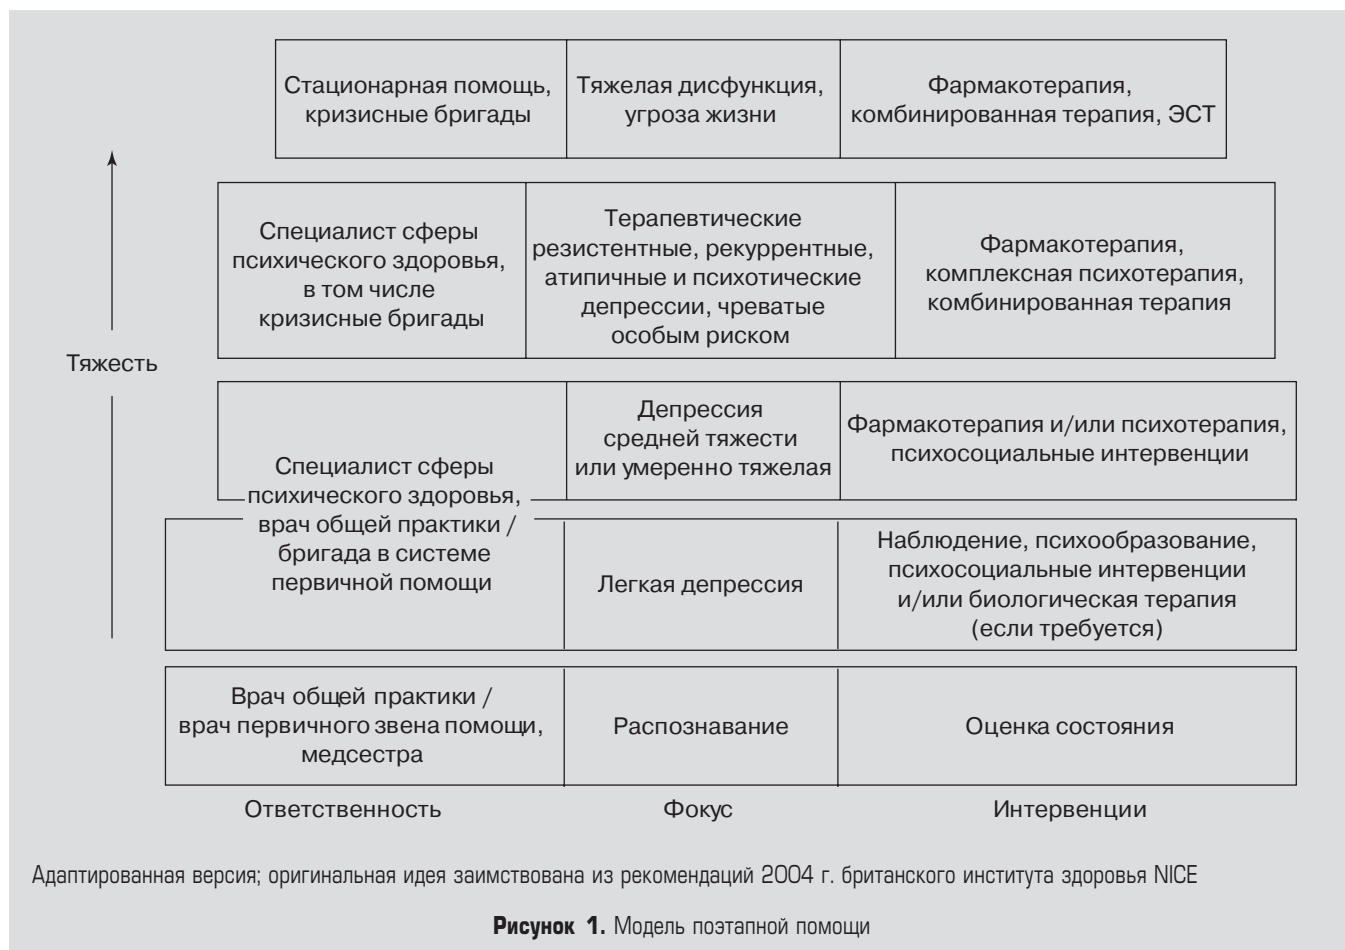 Стационарная помощь,
кризисные бригады
Тяжелая дисфункция,
угроза жизни
Фармакотерапия,
комбинированная терапия, ЭСТ
Специалист сферы
психического здоровья,
в том числе
кризисные бригады
Терапевтические
резистентные, рекуррентные,
атипичные и психотические
депрессии, чреватые
особым риском
Фармакотерапия,
комплексная психотерапия,
комбинированная терапия
Тяжесть
Специалист сферы
психического здоровья,
врач общей практики /
бригада в системе
первичной помощи
Депрессия
средней тяжести
или умеренно тяжелая
Фармакотерапия и/или психотерапия,
психосоциальные интервенции
Легкая депрессия
Наблюдение, психообразование,
психосоциальные интервенции
и/или биологическая терапия
(если требуется)
Врач общей практики /
врач первичного звена помощи,
медсестра
Распознавание
Оценка состояния
Ответственность
Фокус
Интервенции
Адаптированная версия; оригинальная идея заимствована из рекомендаций 2004 г. британского института здоровья NICE
Рисунок 1. Модель поэтапной помощи